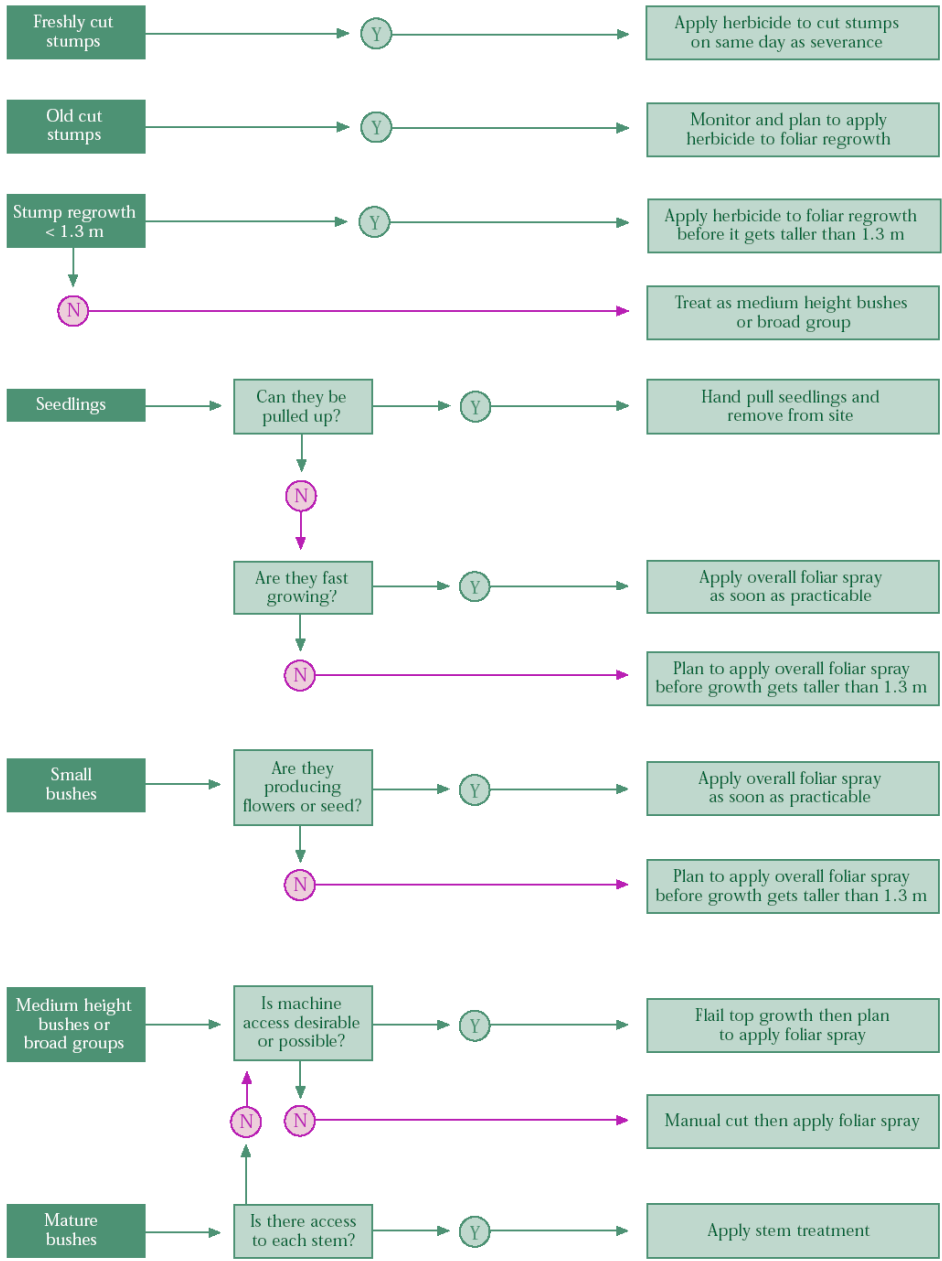 Freshly cut
stumps
Y
Apply herbicide to cut stumps
on same day as severance
Old cut
stumps
Y
Monitor and plan to apply
herbicide to foliar regrowth
Stump regrowth
< 1.3 m
Y
Apply herbicide to foliar regrowth
before it gets taller than 1.3 m
N
Treat as medium height bushes
or broad group
Seedlings
Can they be
pulled up?
Y
Hand pull seedlings and
remove from site
N
Are they fast
growing?
Y
Apply overall foliar spray
as soon as practicable
N
Plan to apply overall foliar spray
before growth gets taller than 1.3 m
Small
bushes
Are they
producing
flowers or seed?
Y
Apply overall foliar spray
as soon as practicable
N
Plan to apply overall foliar spray
before growth gets taller than 1.3 m
Medium height
bushes or
broad groups
Is machine
access desirable
or possible?
Y
Flail top growth then plan
to apply foliar spray
N
N
Manual cut then apply foliar spray
Mature
bushes
Is there access
to each stem?
Y
Apply stem treatment